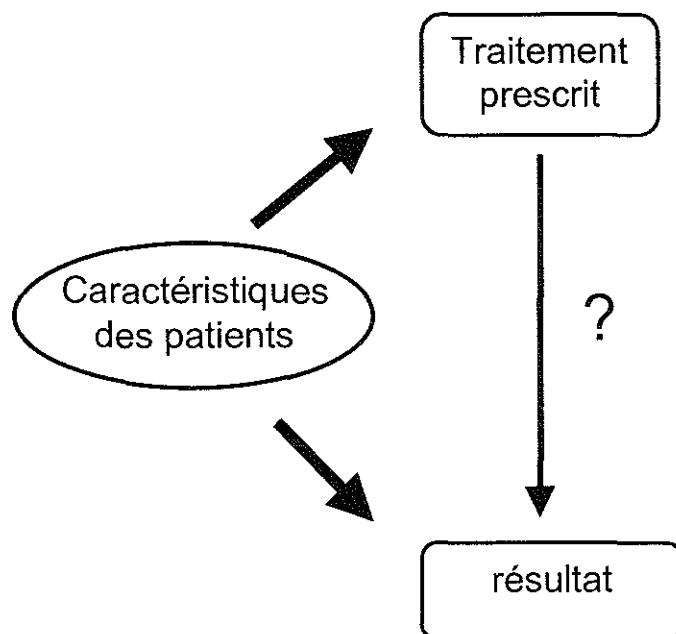 Traitement
prescrit
Caractéristiques
des patients
?
résultat